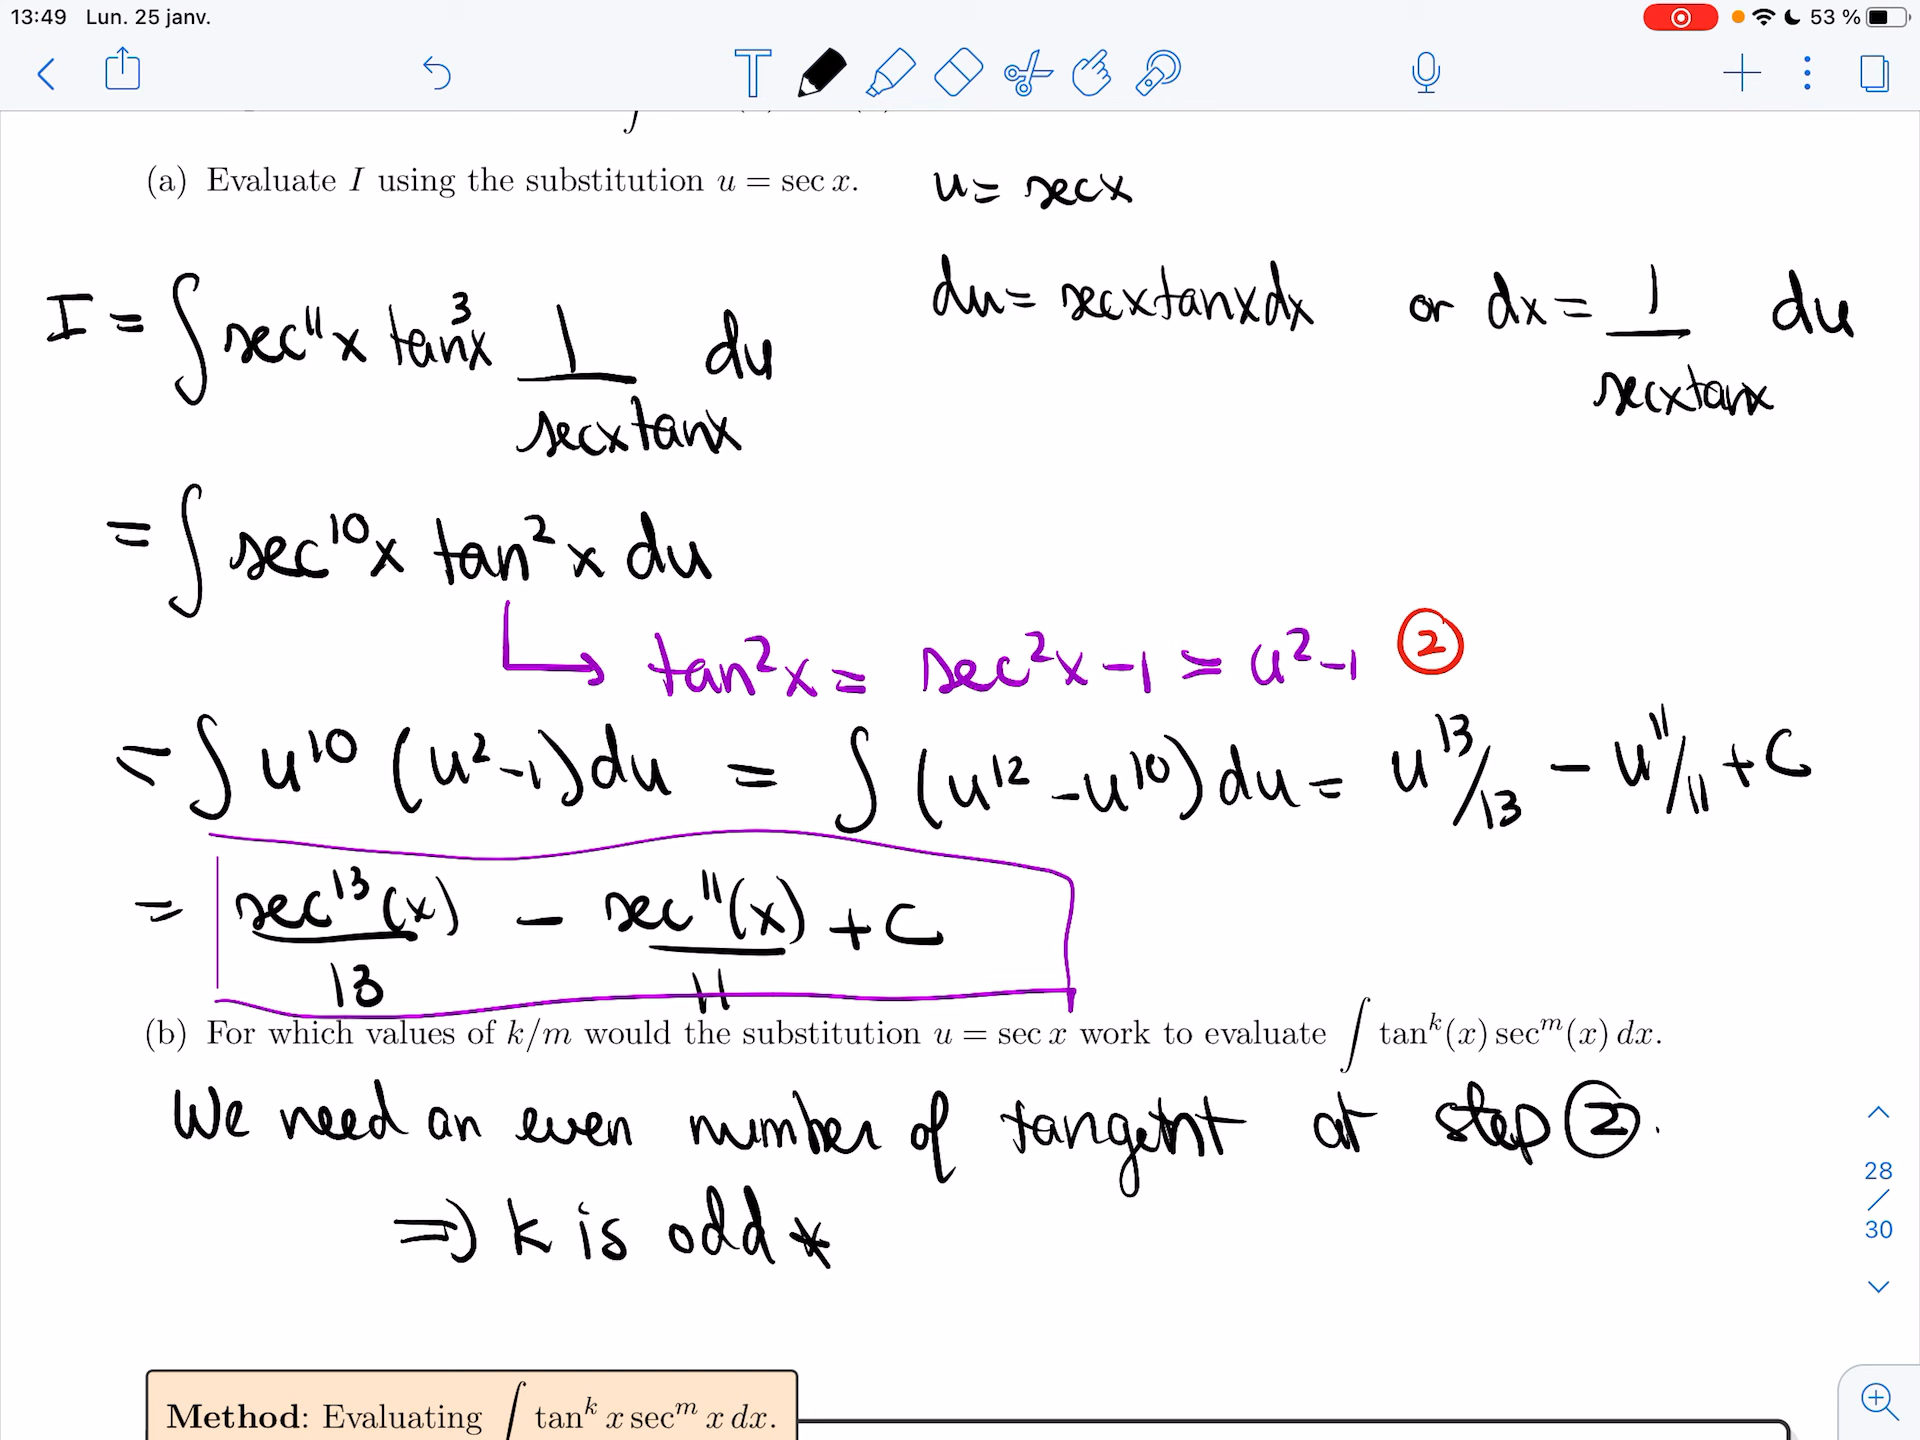 13:49 Lun. 25 janv. 53 %
T
(a) Evaluate I using the substitution u = sec x. u = secx
du = secxtanxdx or dx = 1/secxtanx du
I = ∫ sec¹¹x tan³x 1/secxtanx du
= ∫ sec¹⁰x tan²x du
↳ tan²x = sec²x - 1 = u² - 1 ②
= ∫ u¹⁰ (u² - 1) du = ∫ (u¹² - u¹⁰) du = u¹³/13 - u¹¹/11 + C
= sec¹³(x)/13 - sec¹¹(x)/11 + C
(b) For which values of k/m would the substitution u = sec x work to evaluate ∫ tanᵏ(x) secᵐ(x) dx.
We need an even number of tangent at step ②.
⇒ k is odd *
28
/
30
Method: Evaluating ∫ tanᵏ x secᵐ x dx.